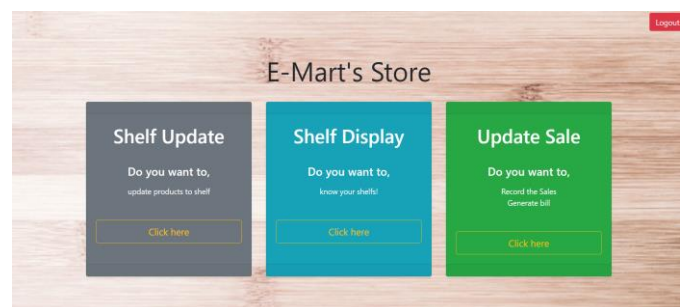 Logout
E-Mart's Store
Shelf Update
Do you want to,
update products to shelf
Click here
Shelf Display
Do you want to,
know your shelfs!
Click here
Update Sale
Do you want to,
Record the Sales
Generate bill
Click here